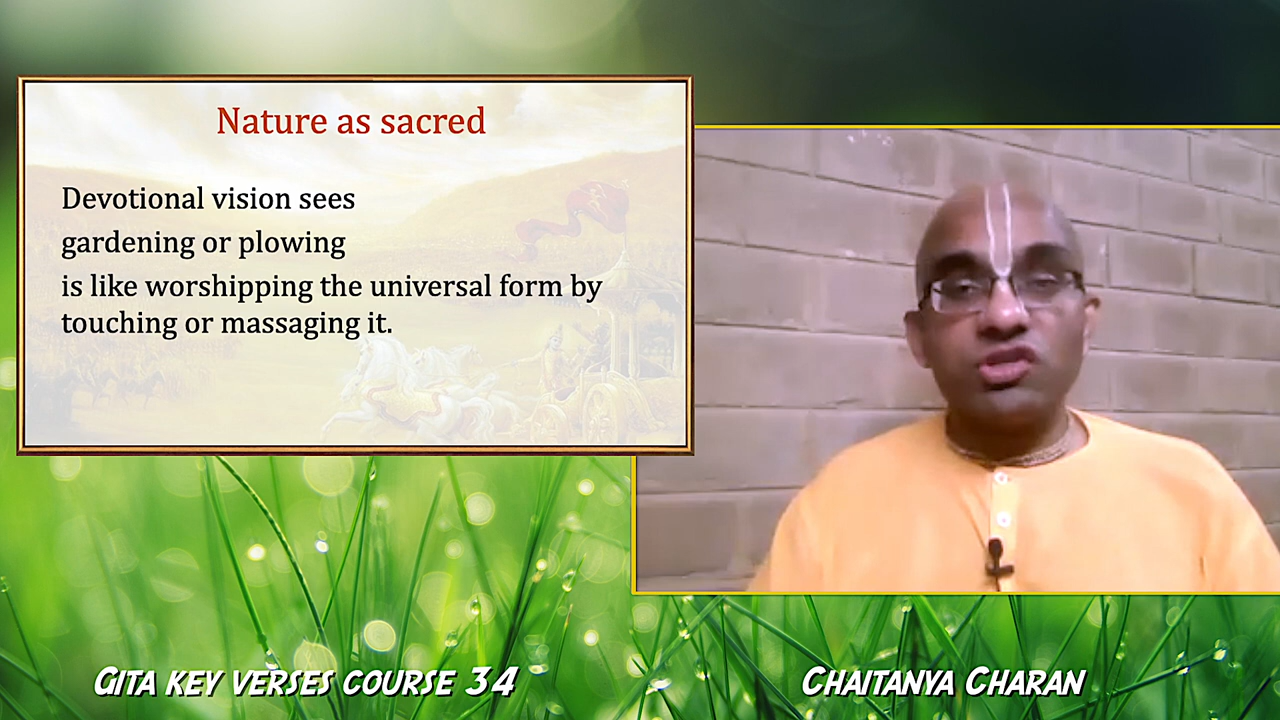 Nature as sacred
Devotional vision sees
gardening or plowing
is like worshipping the universal form by
touching or massaging it.
Gita key verses course 34
Chaitanya Charan